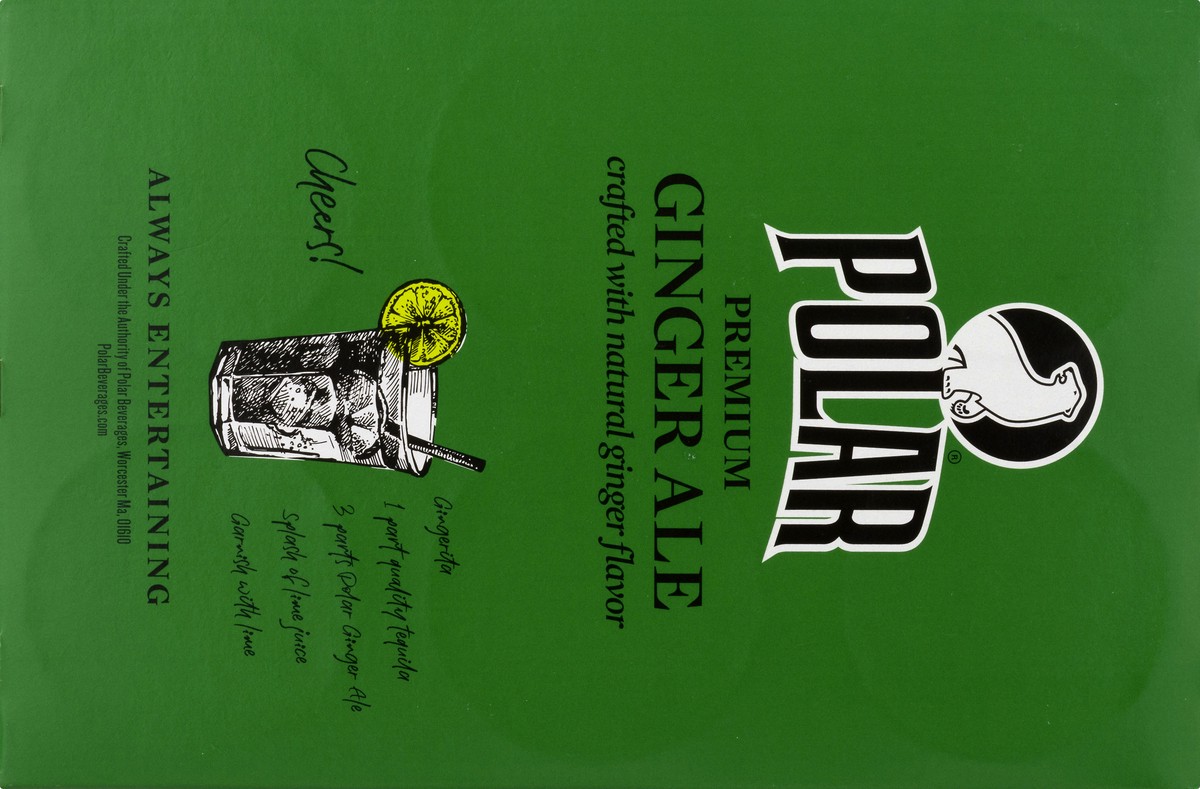 POLAR®
PREMIUM
GINGER ALE
crafted with natural ginger flavor
Gingerita
1 part quality tequila
3 parts Polar Ginger Ale
Splash of lime juice
Garnish with lime
Cheers!
ALWAYS ENTERTAINING
Crafted Under the Authority of Polar Beverages, Worcester Ma, 01610
PolarBeverages.com